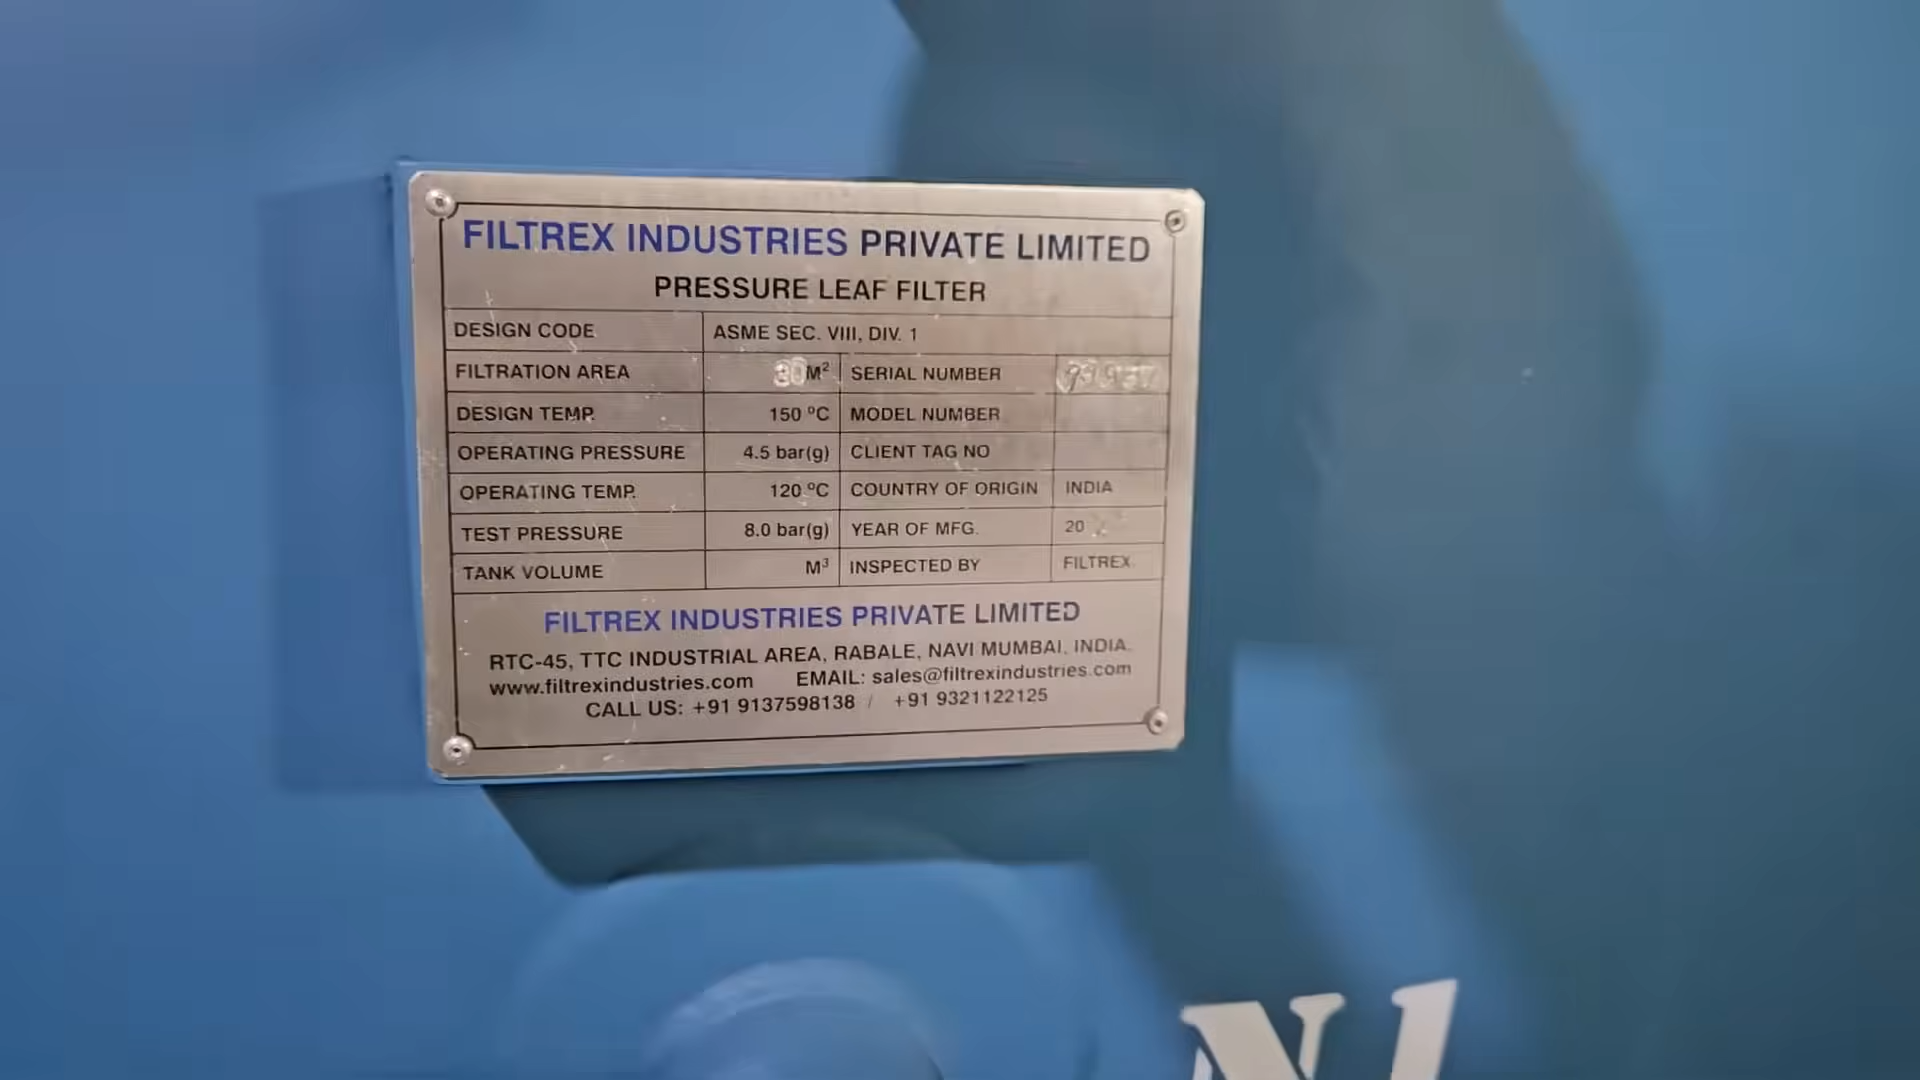 FILTREX INDUSTRIES PRIVATE LIMITED
PRESSURE LEAF FILTER
DESIGN CODE ASME SEC. VIII, DIV. 1
FILTRATION AREA M² SERIAL NUMBER
DESIGN TEMP. 150 ºC MODEL NUMBER
OPERATING PRESSURE 4.5 bar(g) CLIENT TAG NO
OPERATING TEMP. 120 ºC COUNTRY OF ORIGIN INDIA
TEST PRESSURE 8.0 bar(g) YEAR OF MFG. 20
TANK VOLUME M³ INSPECTED BY FILTREX
FILTREX INDUSTRIES PRIVATE LIMITED
RTC-45, TTC INDUSTRIAL AREA, RABALE, NAVI MUMBAI, INDIA.
www.filtrexindustries.com EMAIL: sales@filtrexindustries.com
CALL US: +91 9137598138 / +91 9321122125